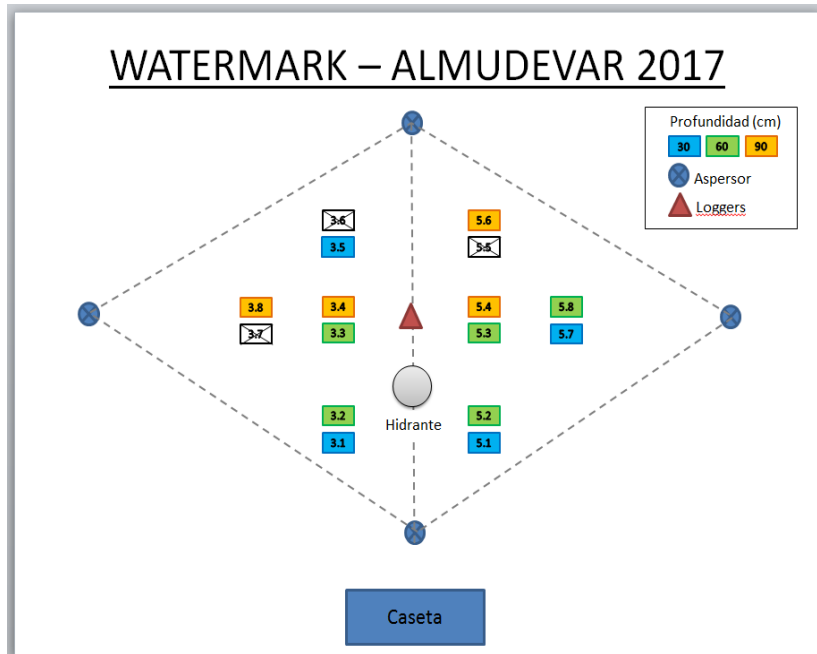 WATERMARK – ALMUDEVAR 2017
Profundidad (cm)
30 60 90
Aspersor
Loggers
3.6 5.6
3.5 5.5
3.8 3.4 5.4 5.8
3.7 3.3 5.3 5.7
3.2 5.2
Hidrante
3.1 5.1
Caseta